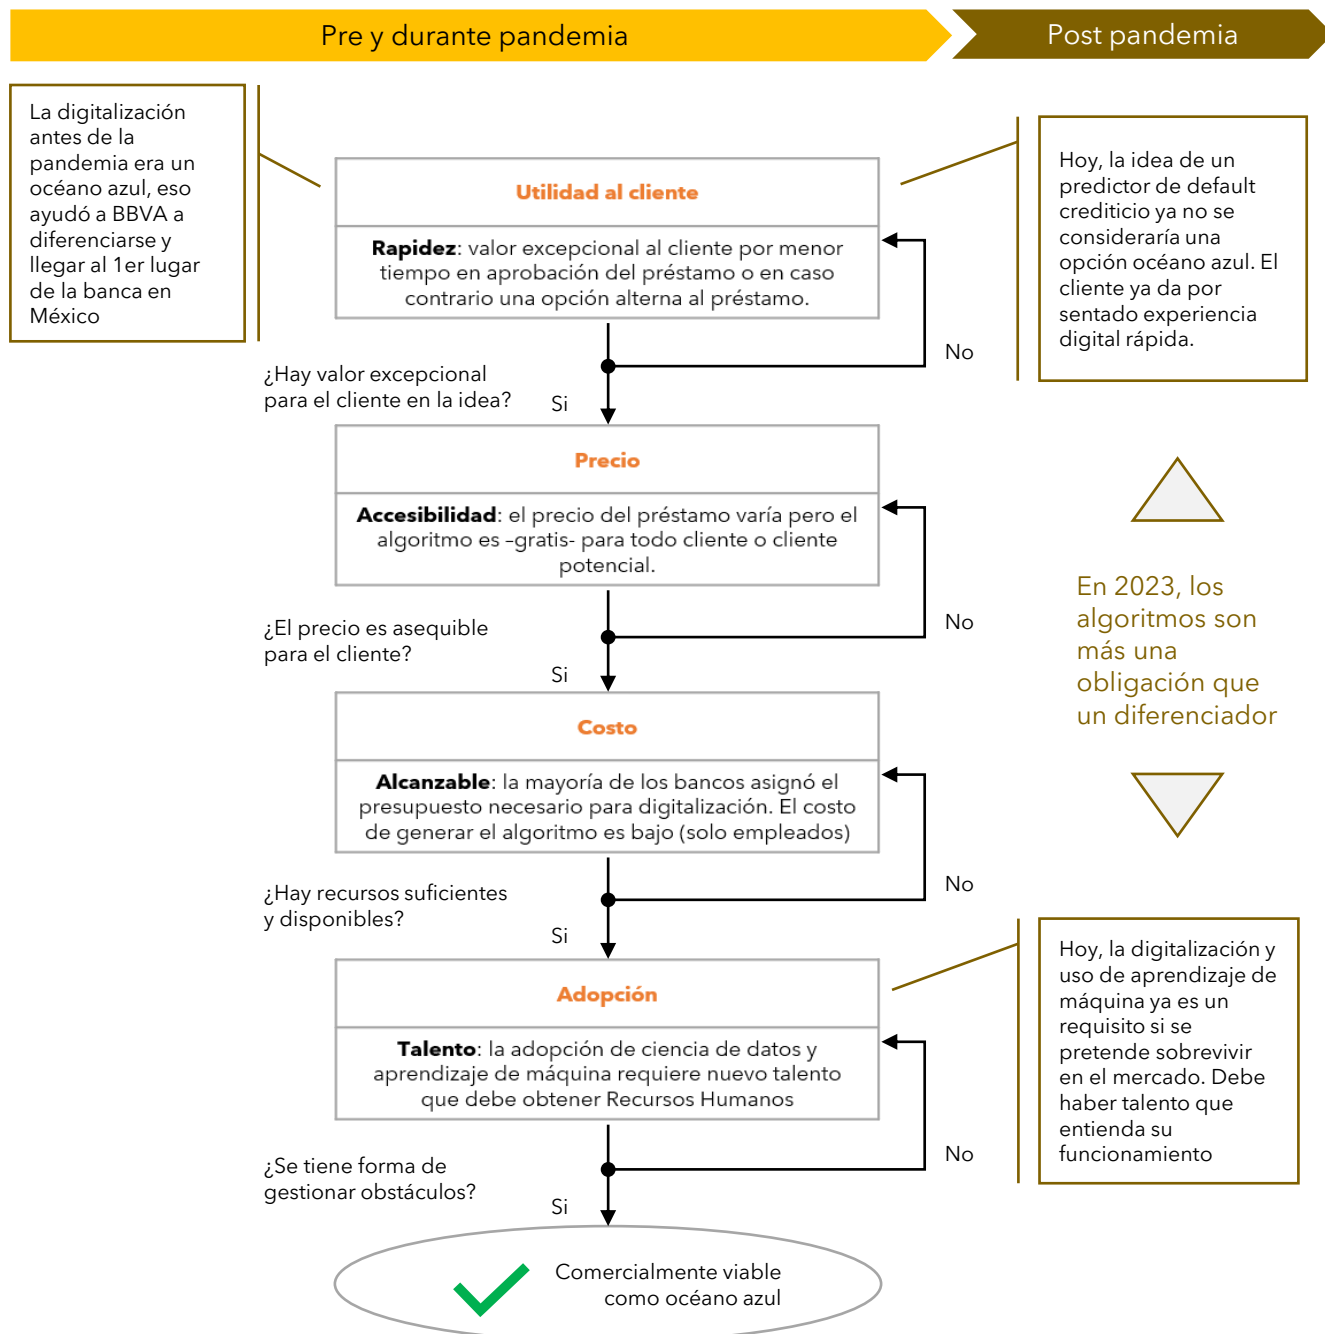 Pre y durante pandemia
Post pandemia
La digitalización
antes de la
pandemia era un
océano azul, eso
ayudó a BBVA a
diferenciarse y
llegar al 1er lugar
de la banca en
México
Utilidad al cliente
Rapidez: valor excepcional al cliente por menor
tiempo en aprobación del préstamo o en caso
contrario una opción alterna al préstamo.
Hoy, la idea de un
predictor de default
crediticio ya no se
consideraría una
opción océano azul. El
cliente ya da por
sentado experiencia
digital rápida.
No
¿Hay valor excepcional
para el cliente en la idea?
Si
Precio
Accesibilidad: el precio del préstamo varía pero el
algoritmo es –gratis- para todo cliente o cliente
potencial.
No
¿El precio es asequible
para el cliente?
Si
En 2023, los
algoritmos son
más una
obligación que
un diferenciador
Costo
Alcanzable: la mayoría de los bancos asignó el
presupuesto necesario para digitalización. El costo
de generar el algoritmo es bajo (solo empleados)
No
¿Hay recursos suficientes
y disponibles?
Si
Adopción
Talento: la adopción de ciencia de datos y
aprendizaje de máquina requiere nuevo talento
que debe obtener Recursos Humanos
Hoy, la digitalización y
uso de aprendizaje de
máquina ya es un
requisito si se
pretende sobrevivir
en el mercado. Debe
haber talento que
entienda su
funcionamiento
No
¿Se tiene forma de
gestionar obstáculos?
Si
Comercialmente viable
como océano azul